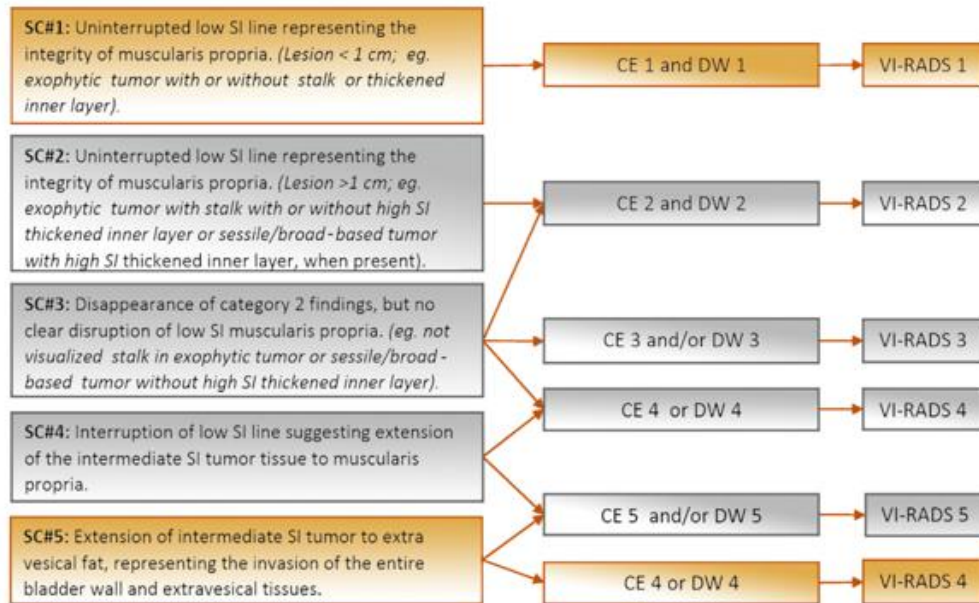 SC#1: Uninterrupted low SI line representing the
integrity of muscularis propria. (Lesion < 1 cm; eg.
exophytic tumor with or without stalk or thickened
inner layer).
CE 1 and DW 1
VI-RADS 1
SC#2: Uninterrupted low SI line representing the
integrity of muscularis propria. (Lesion >1 cm; eg.
exophytic tumor with stalk with or without high SI
thickened inner layer or sessile/broad-based tumor
with high SI thickened inner layer, when present).
CE 2 and DW 2
VI-RADS 2
SC#3: Disappearance of category 2 findings, but no
clear disruption of low SI muscularis propria. (eg. not
visualized stalk in exophytic tumor or sessile/broad-
based tumor without high SI thickened inner layer).
CE 3 and/or DW 3
VI-RADS 3
CE 4 or DW 4
VI-RADS 4
SC#4: Interruption of low SI line suggesting extension
of the intermediate SI tumor tissue to muscularis
propria.
CE 5 and/or DW 5
VI-RADS 5
SC#5: Extension of intermediate SI tumor to extra
vesical fat, representing the invasion of the entire
bladder wall and extravesical tissues.
CE 4 or DW 4
VI-RADS 4